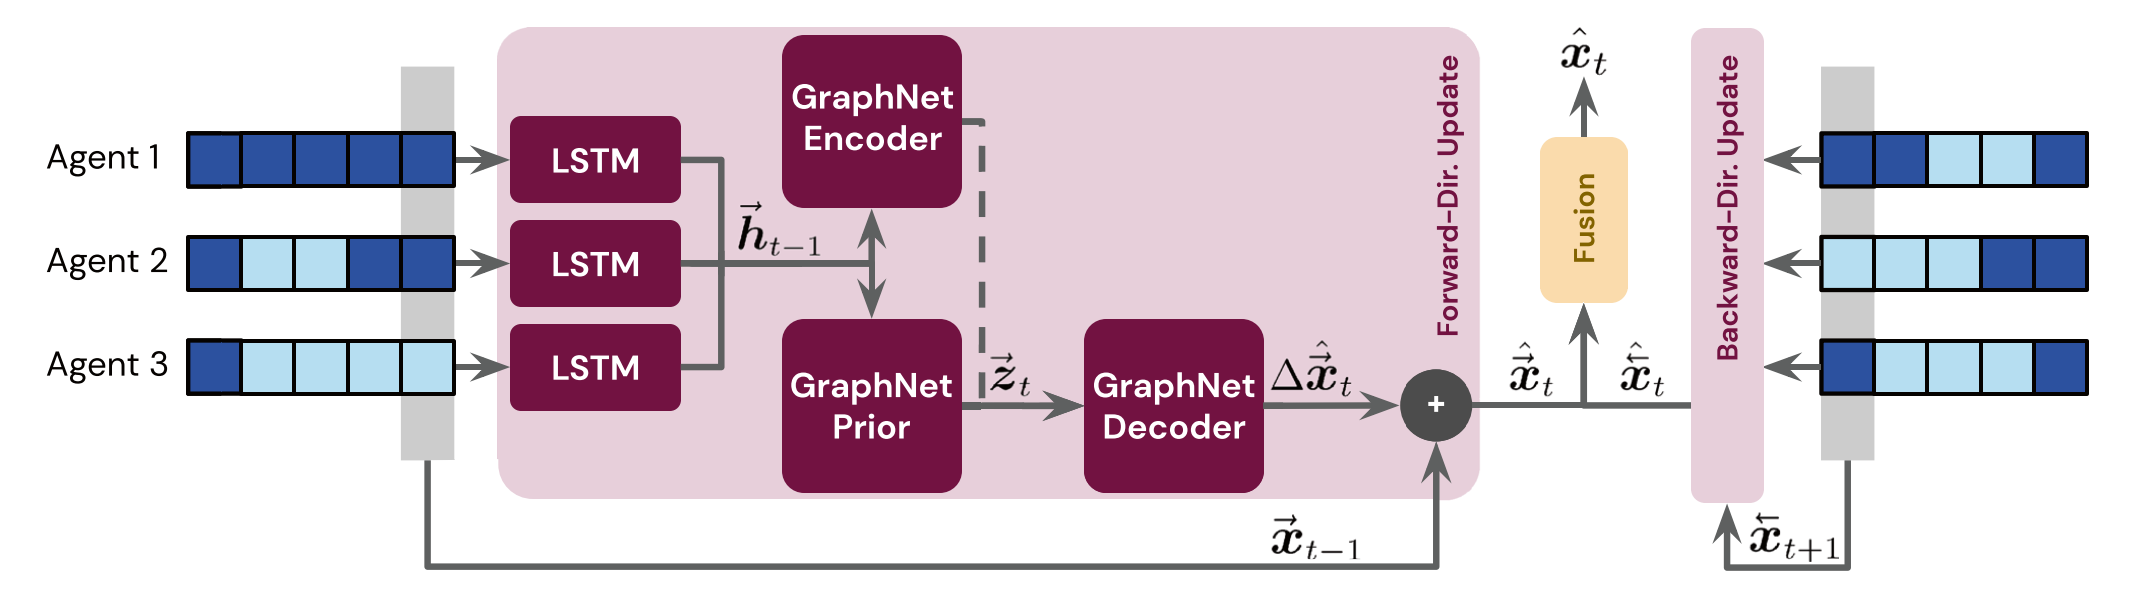 Agent 1
Agent 2
Agent 3
LSTM
LSTM
LSTM
$\vec{h}_{t-1}$
GraphNet
Encoder
GraphNet
Prior
$\vec{z}_t$
GraphNet
Decoder
$\Delta\hat{\vec{x}}_t$
+
$\vec{x}_{t-1}$
Forward-Dir. Update
$\hat{x}_t$
Fusion
$\hat{\vec{x}}_t$
$\hat{\overleftarrow{x}}_t$
Backward-Dir. Update
$\overleftarrow{x}_{t+1}$